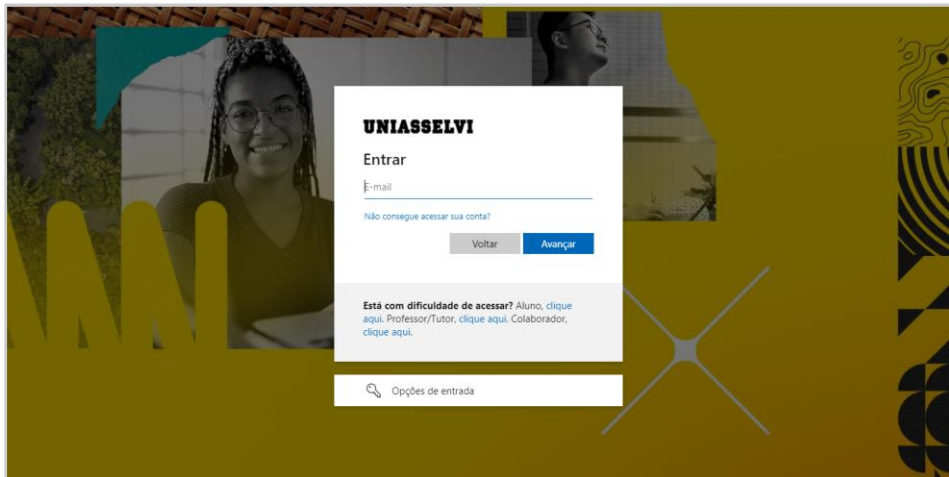 UNIASSELVI
Entrar
E-mail
Não consegue acessar sua conta?
Voltar
Avançar
Está com dificuldade de acessar? Aluno, clique
aqui. Professor/Tutor, clique aqui. Colaborador,
clique aqui.
Opções de entrada